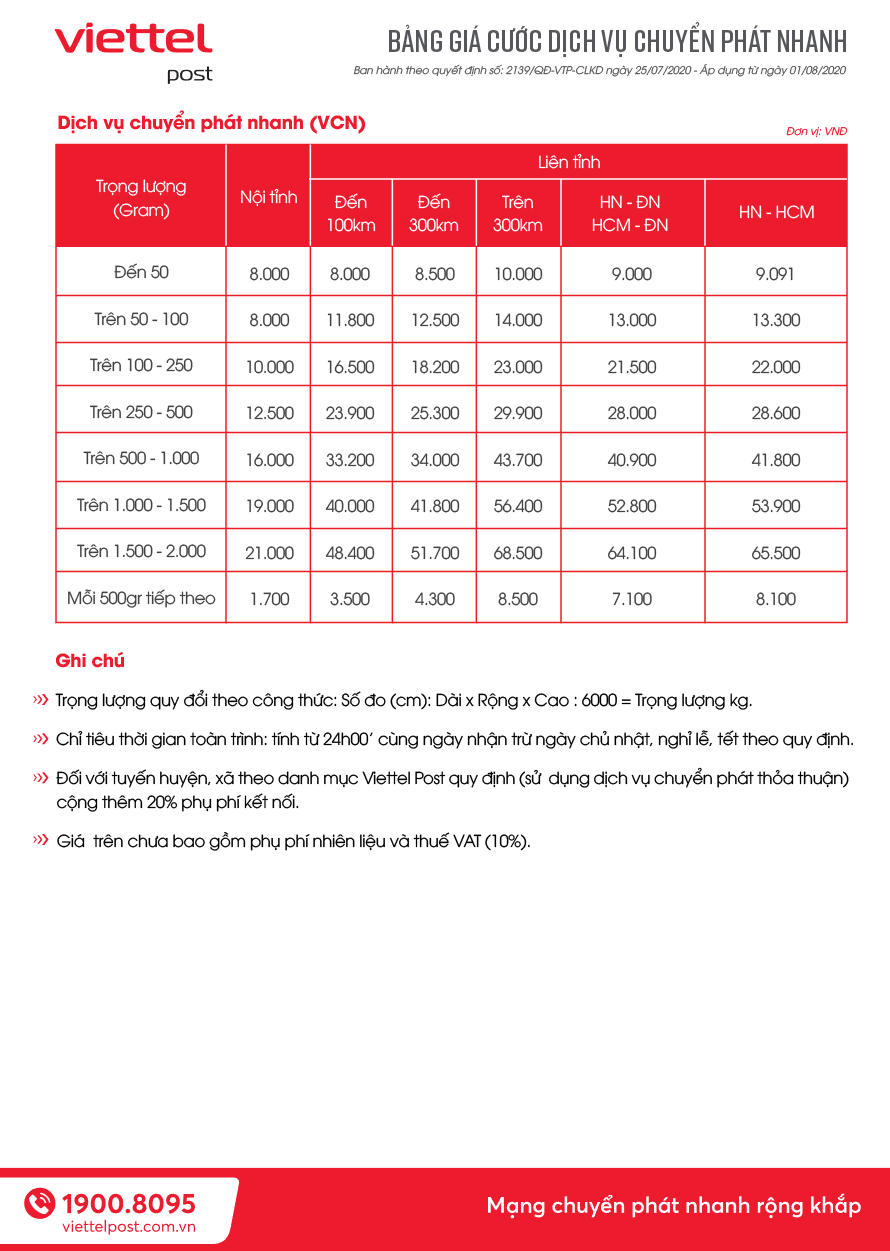 viettel
post
BẢNG GIÁ CƯỚC DỊCH VỤ CHUYỂN PHÁT NHANH
Ban hành theo quyết định số: 2139/QĐ-VTP-CLKD ngày 25/07/2020 - Áp dụng từ ngày 01/08/2020
Dịch vụ chuyển phát nhanh (VCN)
Đơn vị: VNĐ
Trọng lượng
(Gram)
Nội tỉnh
Liên tỉnh
Đến
100km
Đến
300km
Trên
300km
HN - ĐN
HCM - ĐN
HN - HCM
Đến 50 8.000 8.000 8.500 10.000 9.000 9.091
Trên 50 - 100 8.000 11.800 12.500 14.000 13.000 13.300
Trên 100 - 250 10.000 16.500 18.200 23.000 21.500 22.000
Trên 250 - 500 12.500 23.900 25.300 29.900 28.000 28.600
Trên 500 - 1.000 16.000 33.200 34.000 43.700 40.900 41.800
Trên 1.000 - 1.500 19.000 40.000 41.800 56.400 52.800 53.900
Trên 1.500 - 2.000 21.000 48.400 51.700 68.500 64.100 65.500
Mỗi 500gr tiếp theo 1.700 3.500 4.300 8.500 7.100 8.100
Ghi chú
Trọng lượng quy đổi theo công thức: Số đo (cm): Dài x Rộng x Cao : 6000 = Trọng lượng kg.
Chỉ tiêu thời gian toàn trình: tính từ 24h00' cùng ngày nhận trừ ngày chủ nhật, nghỉ lễ, tết theo quy định.
Đối với tuyến huyện, xã theo danh mục Viettel Post quy định (sử dụng dịch vụ chuyển phát thỏa thuận)
cộng thêm 20% phụ phí kết nối.
Giá trên chưa bao gồm phụ phí nhiên liệu và thuế VAT (10%).
1900.8095
viettelpost.com.vn
Mạng chuyển phát nhanh rộng khắp